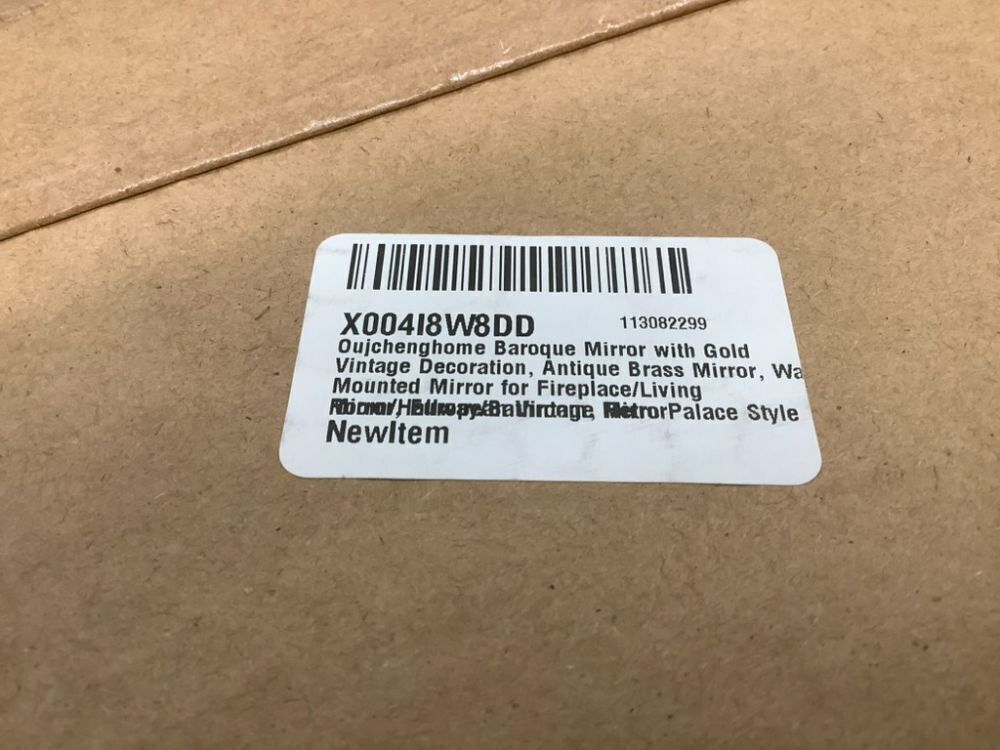 X004I8W8DD 113082299
Oujchenghome Baroque Mirror with Gold
Vintage Decoration, Antique Brass Mirror, Wa
Mounted Mirror for Fireplace/Living
Palace Style
NewItem